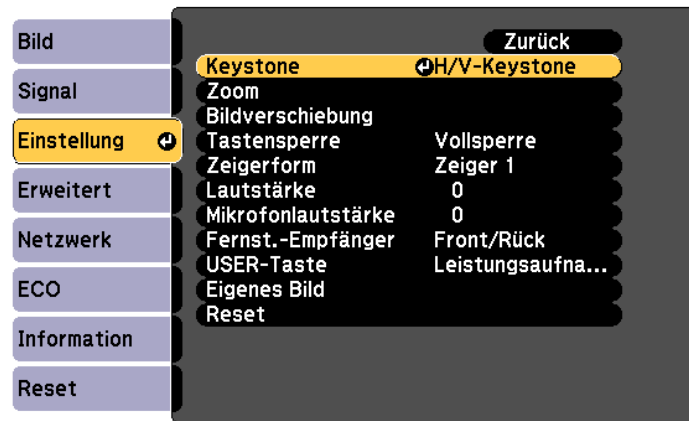 Bild
Signal
Einstellung
Erweitert
Netzwerk
ECO
Information
Reset
Zurück
Keystone H/V-Keystone
Zoom
Bildverschiebung
Tastensperre Vollsperre
Zeigerform Zeiger 1
Lautstärke 0
Mikrofonlautstärke 0
Fernst.-Empfänger Front/Rück
USER-Taste Leistungsaufna...
Eigenes Bild
Reset